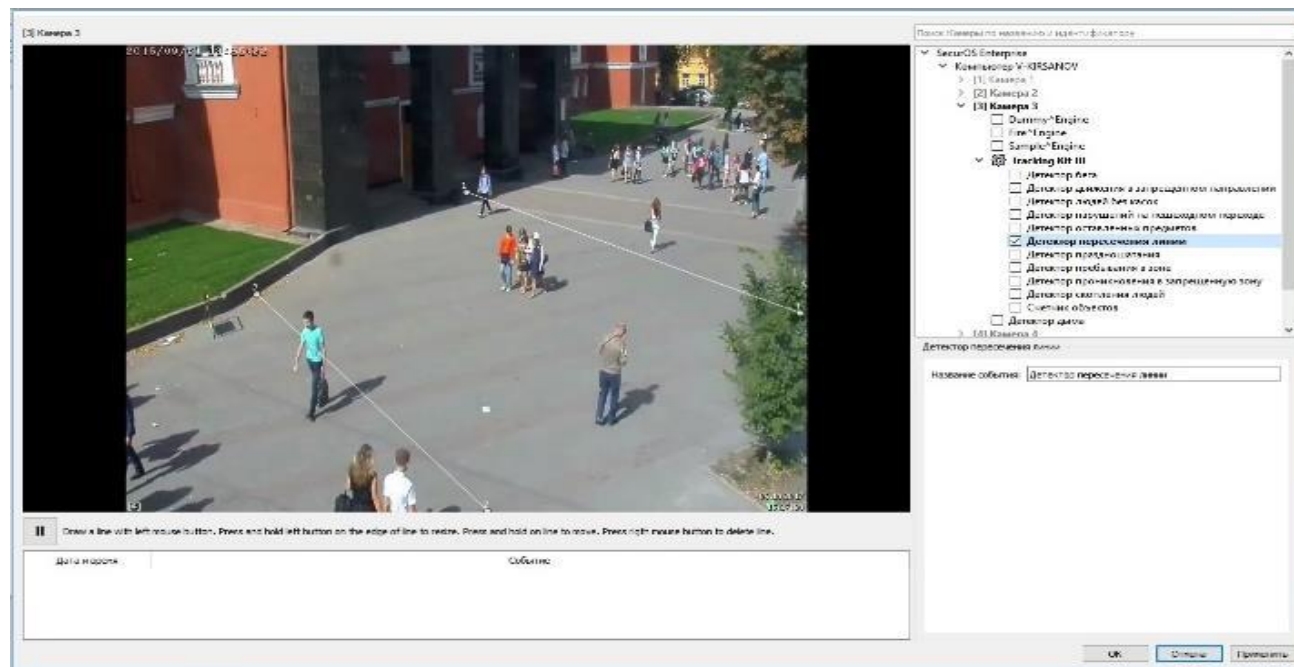 [3] Камера 3
Поиск Камеры по названию и идентификатору
SecurOS Enterprise
Компьютер V-KIRSANOV
[1] Камера 1
[2] Камера 2
[3] Камера 3
Dummy^Engine
Fire^Engine
Sample^Engine
Tracking Kit III
Детектор бега
Детектор движения в запрещенном направлении
Детектор людей без касок
Детектор нарушений на пешеходном переходе
Детектор оставленных предметов
Детектор пересечения линии
Детектор праздношатания
Детектор пребывания в зоне
Детектор проникновения в запрещенную зону
Детектор скопления людей
Счетчик объектов
Детектор дыма
[4] Камера 4
Детектор пересечения линии
Название события: Детектор пересечения линии
Draw a line with left mouse button. Press and hold left button on the edge of line to resize. Press and hold on line to move. Press right mouse button to delete line.
Дата и время Событие
OK Отмена Применить